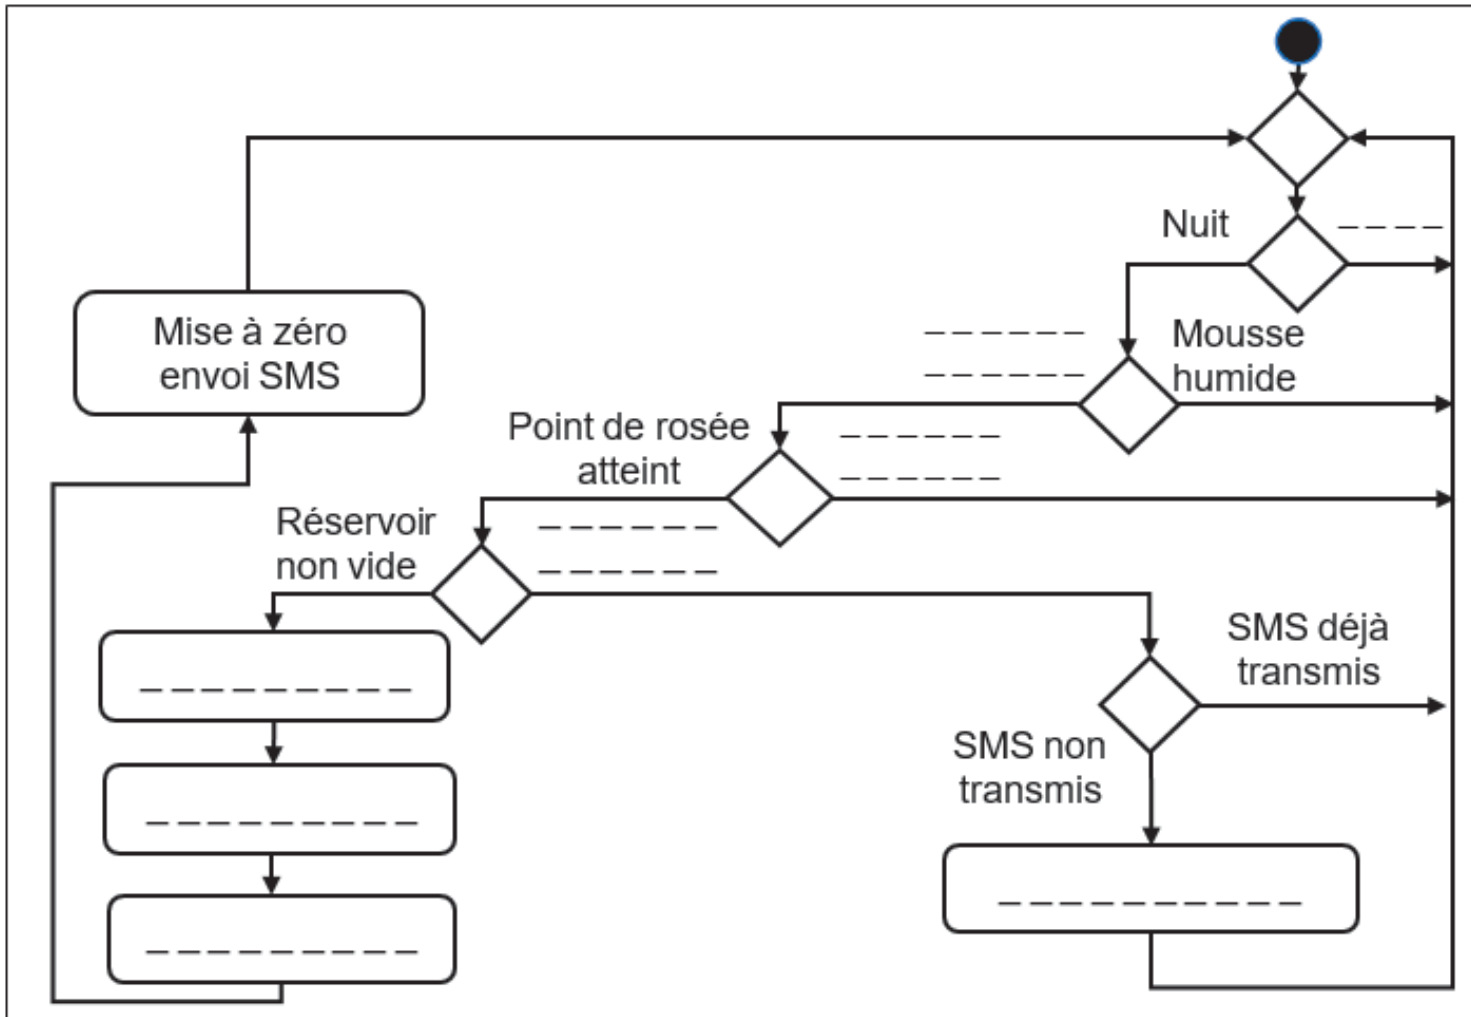 Nuit
Mise à zéro
envoi SMS
Mousse
humide
Point de rosée
atteint
Réservoir
non vide
SMS déjà
transmis
SMS non
transmis